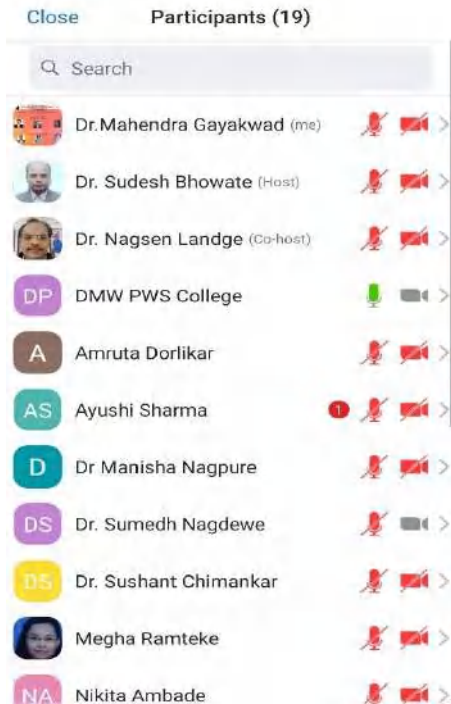 Close Participants (19)
Search
Dr.Mahendra Gayakwad (me)
Dr. Sudesh Bhowate (Host)
Dr. Nagsen Landge (Co-host)
DP DMW PWS College
A Amruta Dorlikar
AS Ayushi Sharma 1
D Dr Manisha Nagpure
DS Dr. Sumedh Nagdewe
DS Dr. Sushant Chimankar
Megha Ramteke
NA Nikita Ambade